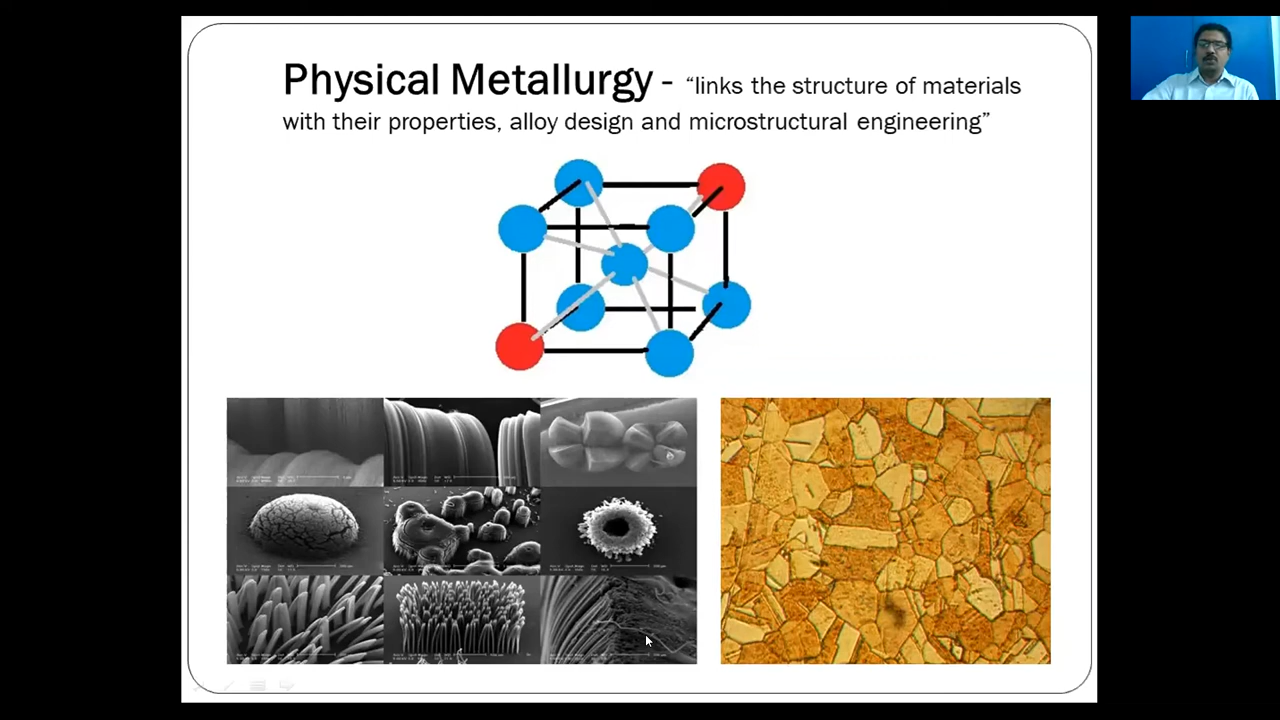 Physical Metallurgy - “links the structure of materials
with their properties, alloy design and microstructural engineering”